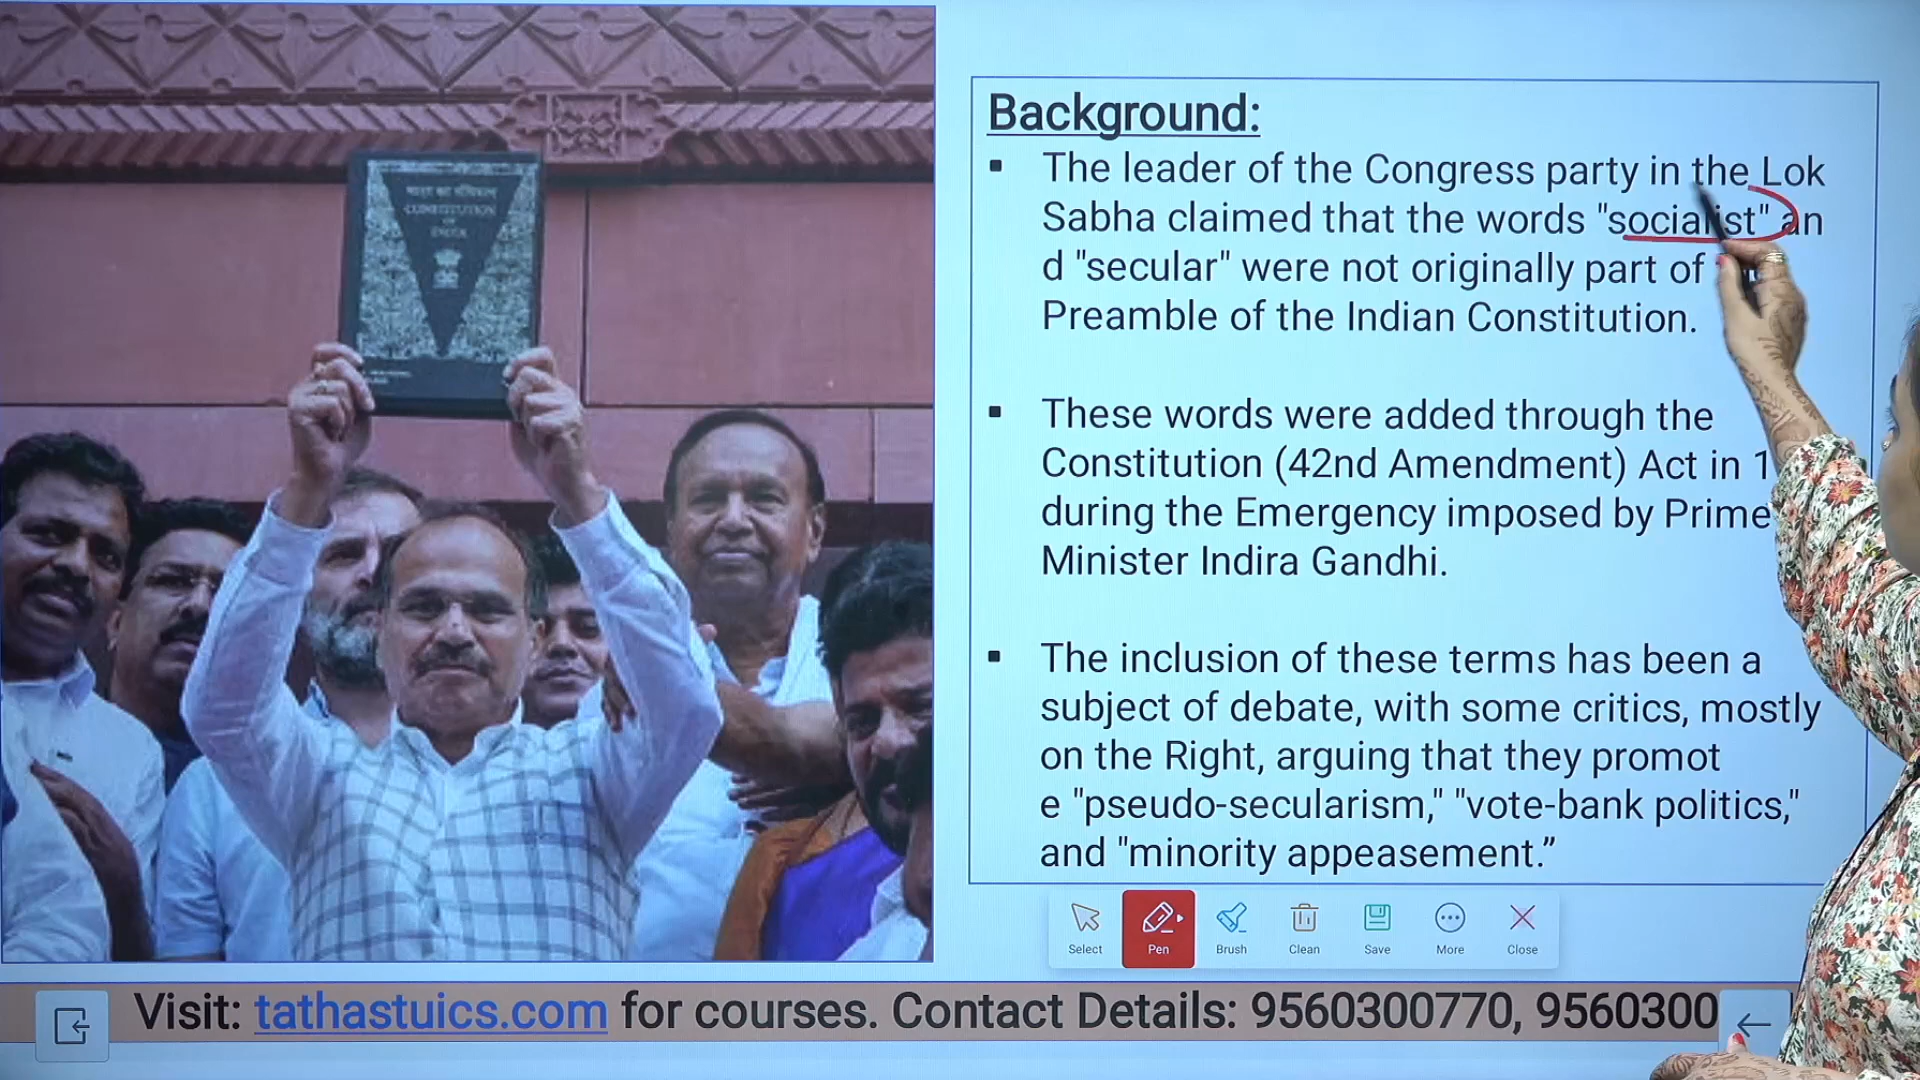 भारत का संविधान
CONSTITUTION
OF
INDIA
Background:
▪ The leader of the Congress party in the Lok
Sabha claimed that the words "socialist" an
d "secular" were not originally part of
Preamble of the Indian Constitution.
▪ These words were added through the
Constitution (42nd Amendment) Act in 1
during the Emergency imposed by Prime
Minister Indira Gandhi.
▪ The inclusion of these terms has been a
subject of debate, with some critics, mostly
on the Right, arguing that they promot
e "pseudo-secularism," "vote-bank politics,"
and "minority appeasement.”
Select Pen Brush Clean Save More Close
Visit: tathastuics.com for courses. Contact Details: 9560300770, 9560300